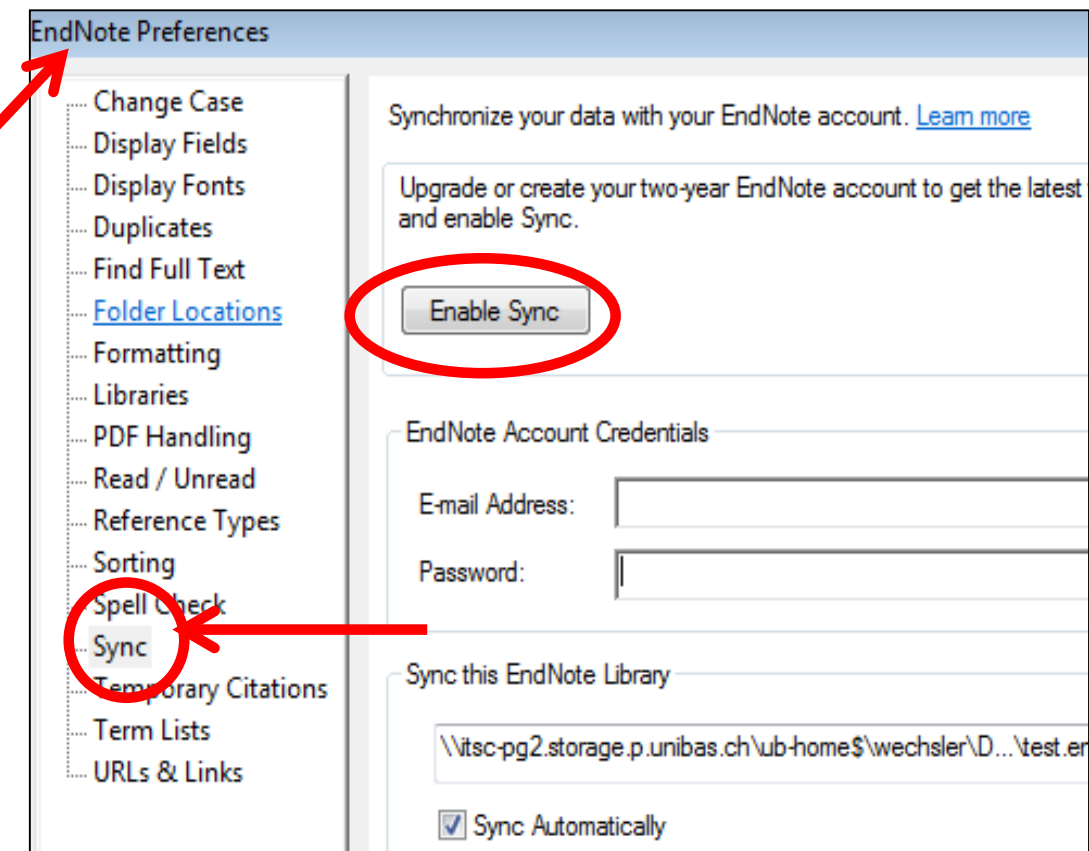 EndNote Preferences
Change Case
Display Fields
Display Fonts
Duplicates
Find Full Text
Folder Locations
Formatting
Libraries
PDF Handling
Read / Unread
Reference Types
Sorting
Spell Check
Sync
Temporary Citations
Term Lists
URLs & Links
Synchronize your data with your EndNote account. Learn more
Upgrade or create your two-year EndNote account to get the latest
and enable Sync.
Enable Sync
EndNote Account Credentials
E-mail Address:
Password:
Sync this EndNote Library
\\itsc-pg2.storage.p.unibas.ch\ub-home$\wechsler\D...\test.en
Sync Automatically